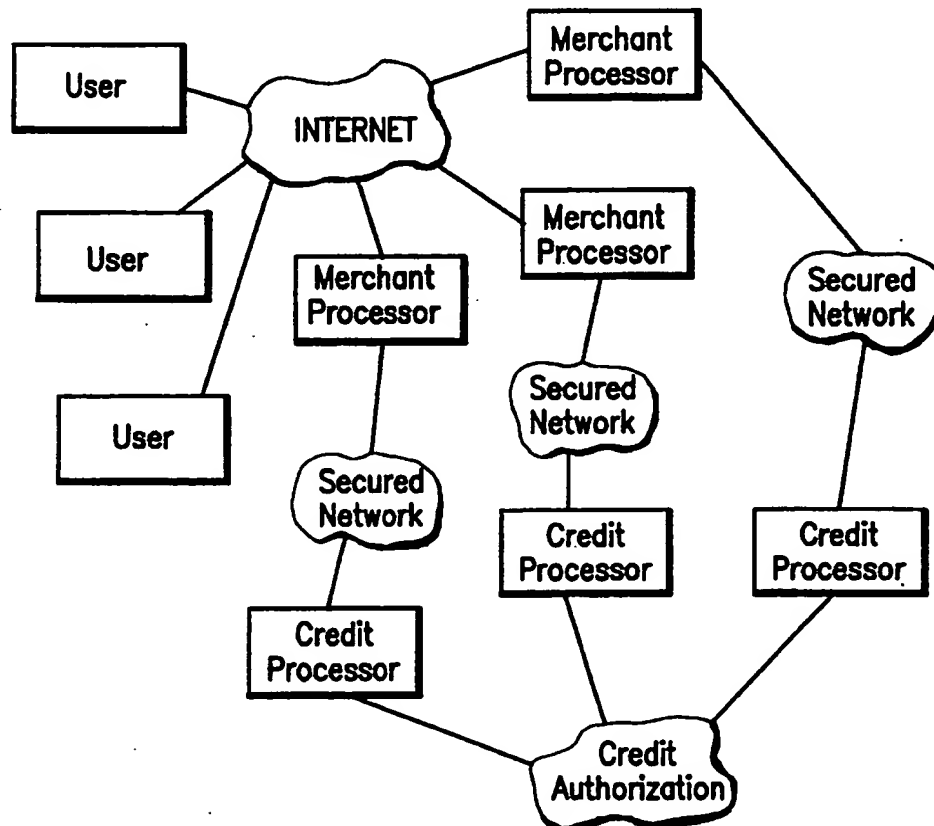 Merchant
Processor
User
INTERNET
User
Merchant
Processor
Merchant
Processor
Secured
Network
User
Secured
Network
Secured
Network
Credit
Processor
Credit
Processor
Credit
Processor
Credit
Authorization